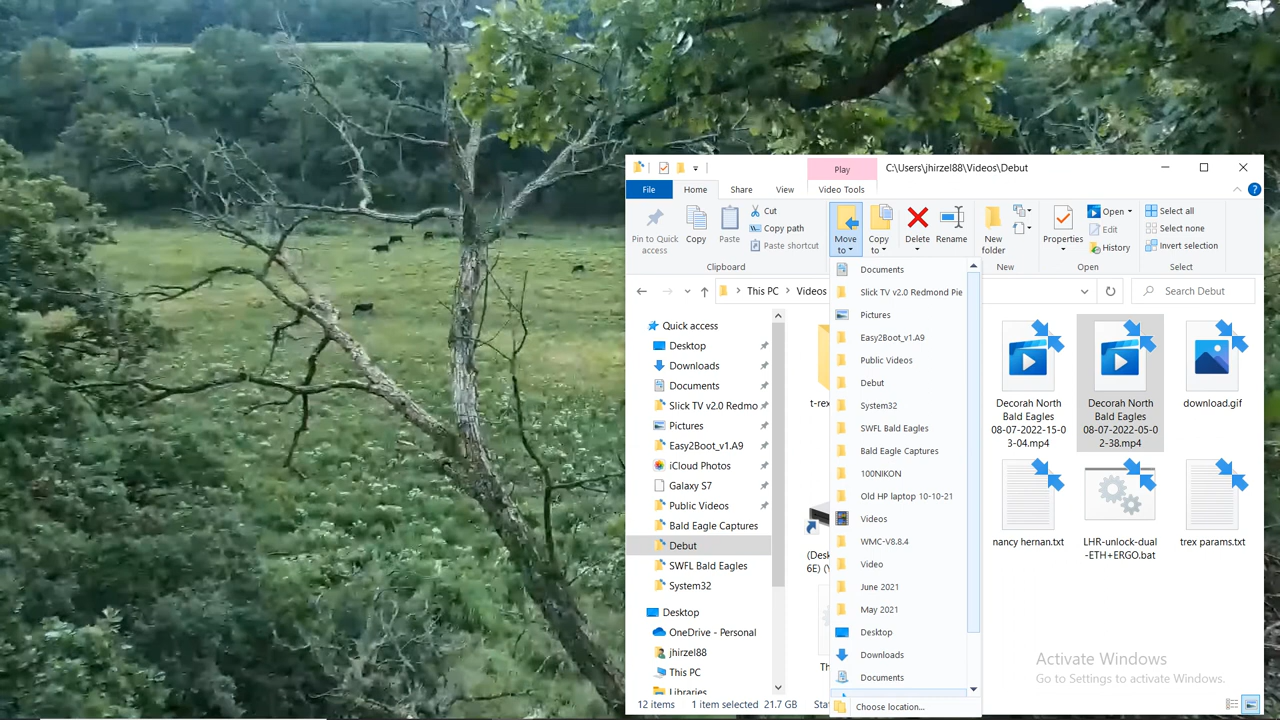 Play
C:\Users\jhirzel88\Videos\Debut
File
Home
Share
View
Video Tools
Pin to Quick
access
Copy
Paste
Cut
Copy path
Paste shortcut
Move
to
Copy
to
Delete
Rename
New
folder
Properties
Open
Edit
History
Select all
Select none
Invert selection
Clipboard
New
Open
Select
This PC
Videos
Search Debut
Quick access
Desktop
Downloads
Documents
Slick TV v2.0 Redmo
Pictures
Easy2Boot_v1.A9
iCloud Photos
Galaxy S7
Public Videos
Bald Eagle Captures
Debut
SWFL Bald Eagles
System32
Desktop
OneDrive - Personal
jhirzel88
This PC
Libraries
Documents
Slick TV v2.0 Redmond Pie
Pictures
Easy2Boot_v1.A9
Public Videos
Debut
System32
SWFL Bald Eagles
Bald Eagle Captures
100NIKON
Old HP laptop 10-10-21
Videos
WMC-V8.8.4
Video
June 2021
May 2021
Desktop
Downloads
Documents
Choose location...
t-rex
(Desk
6E) (
Th
Decorah North
Bald Eagles
08-07-2022-15-0
3-04.mp4
Decorah North
Bald Eagles
08-07-2022-05-0
2-38.mp4
download.gif
nancy hernan.txt
LHR-unlock-dual
-ETH+ERGO.bat
trex params.txt
Activate Windows
Go to Settings to activate Windows.
12 items
1 item selected
21.7 GB
Sta